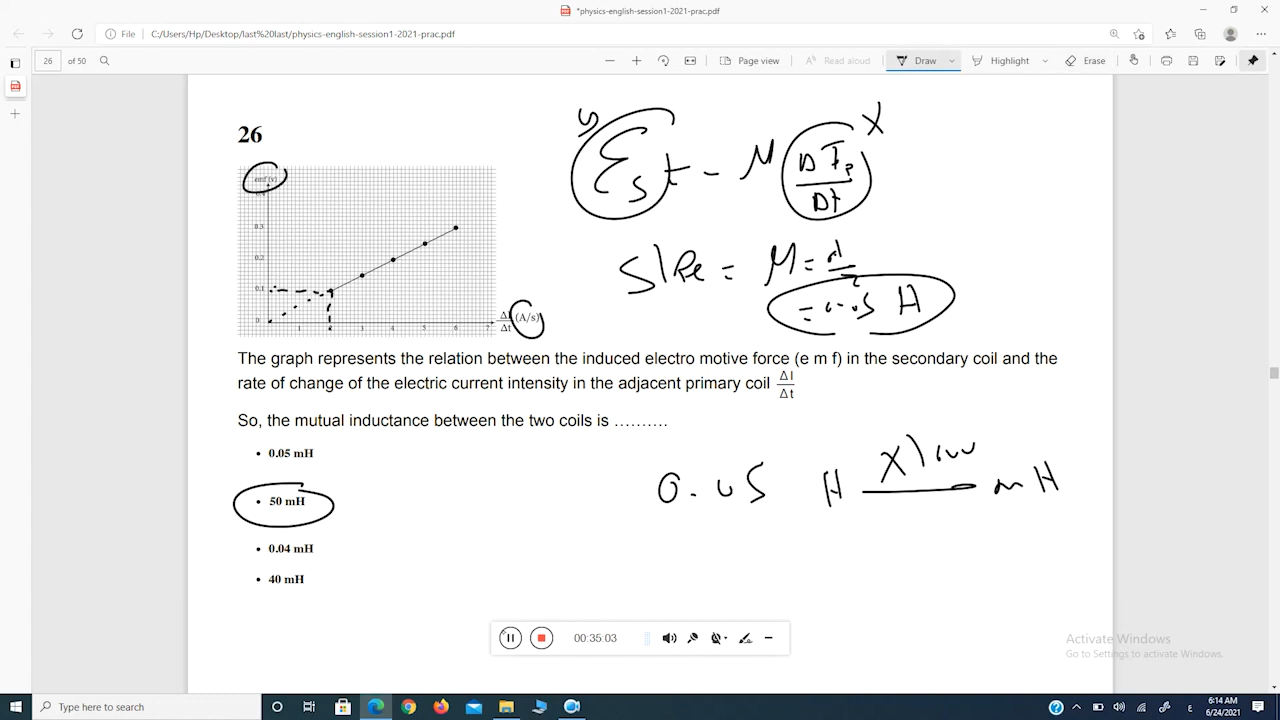 *physics-english-session1-2021-prac.pdf
File C:/Users/Hp/Desktop/last%20last/physics-english-session1-2021-prac.pdf
26 of 50 Page view Read aloud Draw Highlight Erase
26
emf (v)
0.3
0.2
0.1
0
1 2 3 4 5 6 7
ΔI
Δt
(A/s)
y
x
Ɛs = - M ΔIp
Δt
Slope = M = .1
2
= 0.05 H
The graph represents the relation between the induced electro motive force (e m f) in the secondary coil and the
rate of change of the electric current intensity in the adjacent primary coil ΔI
Δt
So, the mutual inductance between the two coils is ……….
• 0.05 mH
• 50 mH
• 0.04 mH
• 40 mH
0.05 H x1000 mH
00:35:03
Activate Windows
Go to Settings to activate Windows.
Type here to search
6:14 AM
6/24/2021